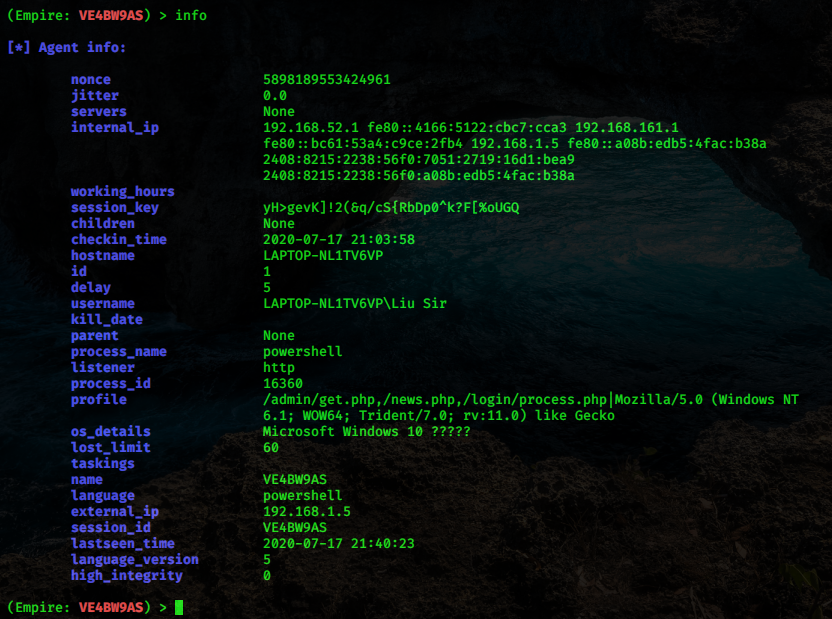 (Empire: VE4BW9AS) > info
[*] Agent info:
nonce 5898189553424961
jitter 0.0
servers None
internal_ip 192.168.52.1 fe80::4166:5122:cbc7:cca3 192.168.161.1
fe80::bc61:53a4:c9ce:2fb4 192.168.1.5 fe80::a08b:edb5:4fac:b38a
2408:8215:2238:56f0:7051:2719:16d1:bea9
2408:8215:2238:56f0:a08b:edb5:4fac:b38a
working_hours
session_key yH>gevK]!2(&q/cS{RbDp0^k?F[%oUGQ
children None
checkin_time 2020-07-17 21:03:58
hostname LAPTOP-NL1TV6VP
id 1
delay 5
username LAPTOP-NL1TV6VP\Liu Sir
kill_date
parent None
process_name powershell
listener http
process_id 16360
profile /admin/get.php,/news.php,/login/process.php|Mozilla/5.0 (Windows NT
6.1; WOW64; Trident/7.0; rv:11.0) like Gecko
os_details Microsoft Windows 10 ?????
lost_limit 60
taskings
name VE4BW9AS
language powershell
external_ip 192.168.1.5
session_id VE4BW9AS
lastseen_time 2020-07-17 21:40:23
language_version 5
high_integrity 0
(Empire: VE4BW9AS) >